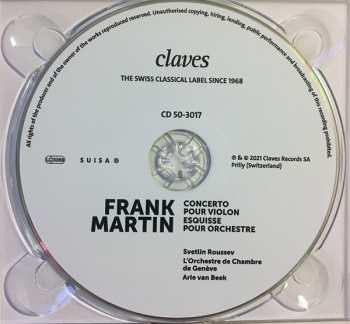 All rights of the producer and of the owner of the works reproduced reserved. Unauthorised copying, hiring, lending, public performance and broadcasting of this recording prohibited.
claves
THE SWISS CLASSICAL LABEL SINCE 1968
CD 50-3017
SUISA
℗ & © 2021 Claves Records SA
Prilly (Switzerland)
FRANK
MARTIN
CONCERTO
POUR VIOLON
ESQUISSE
POUR ORCHESTRE
Svetlin Roussev
L'Orchestre de Chambre
de Genève
Arie van Beek